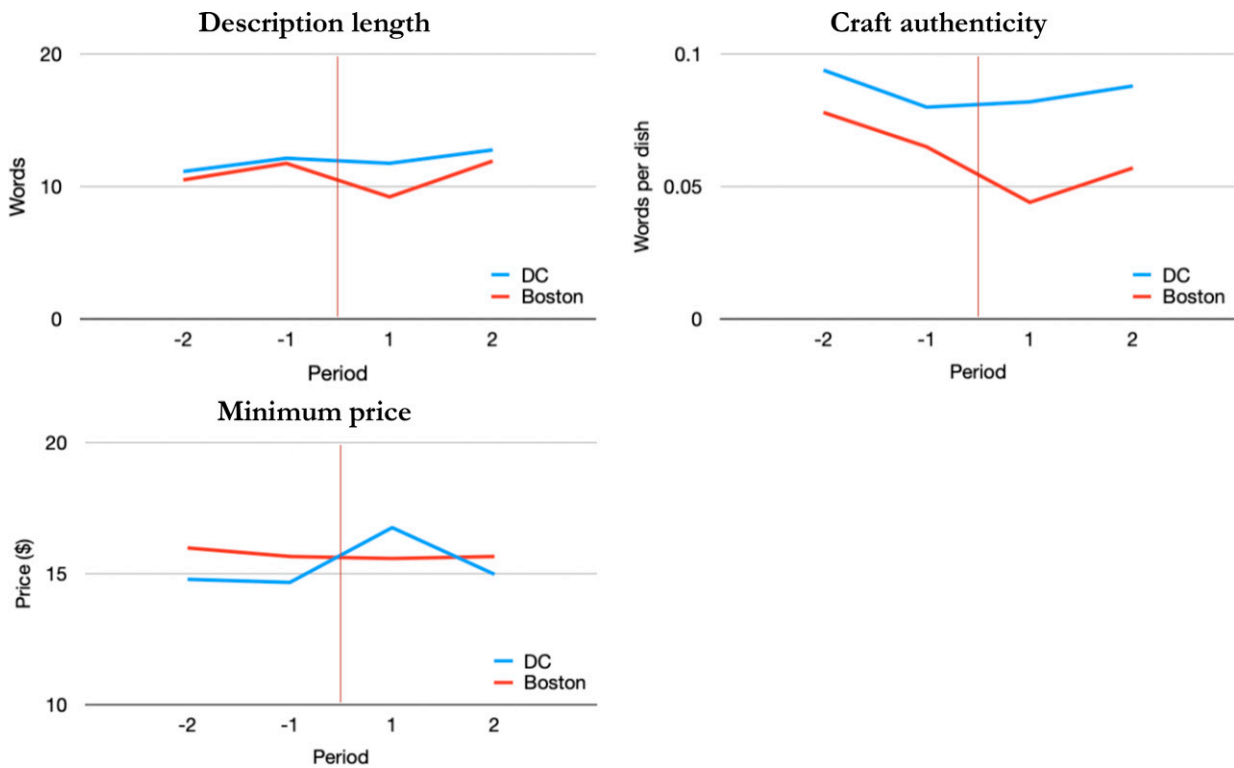 Description length
20
10
0
Words
-2 -1 1 2
Period
DC
Boston
Craft authenticity
0.1
0.05
0
Words per dish
-2 -1 1 2
Period
DC
Boston
Minimum price
20
15
10
Price ($)
-2 -1 1 2
Period
DC
Boston